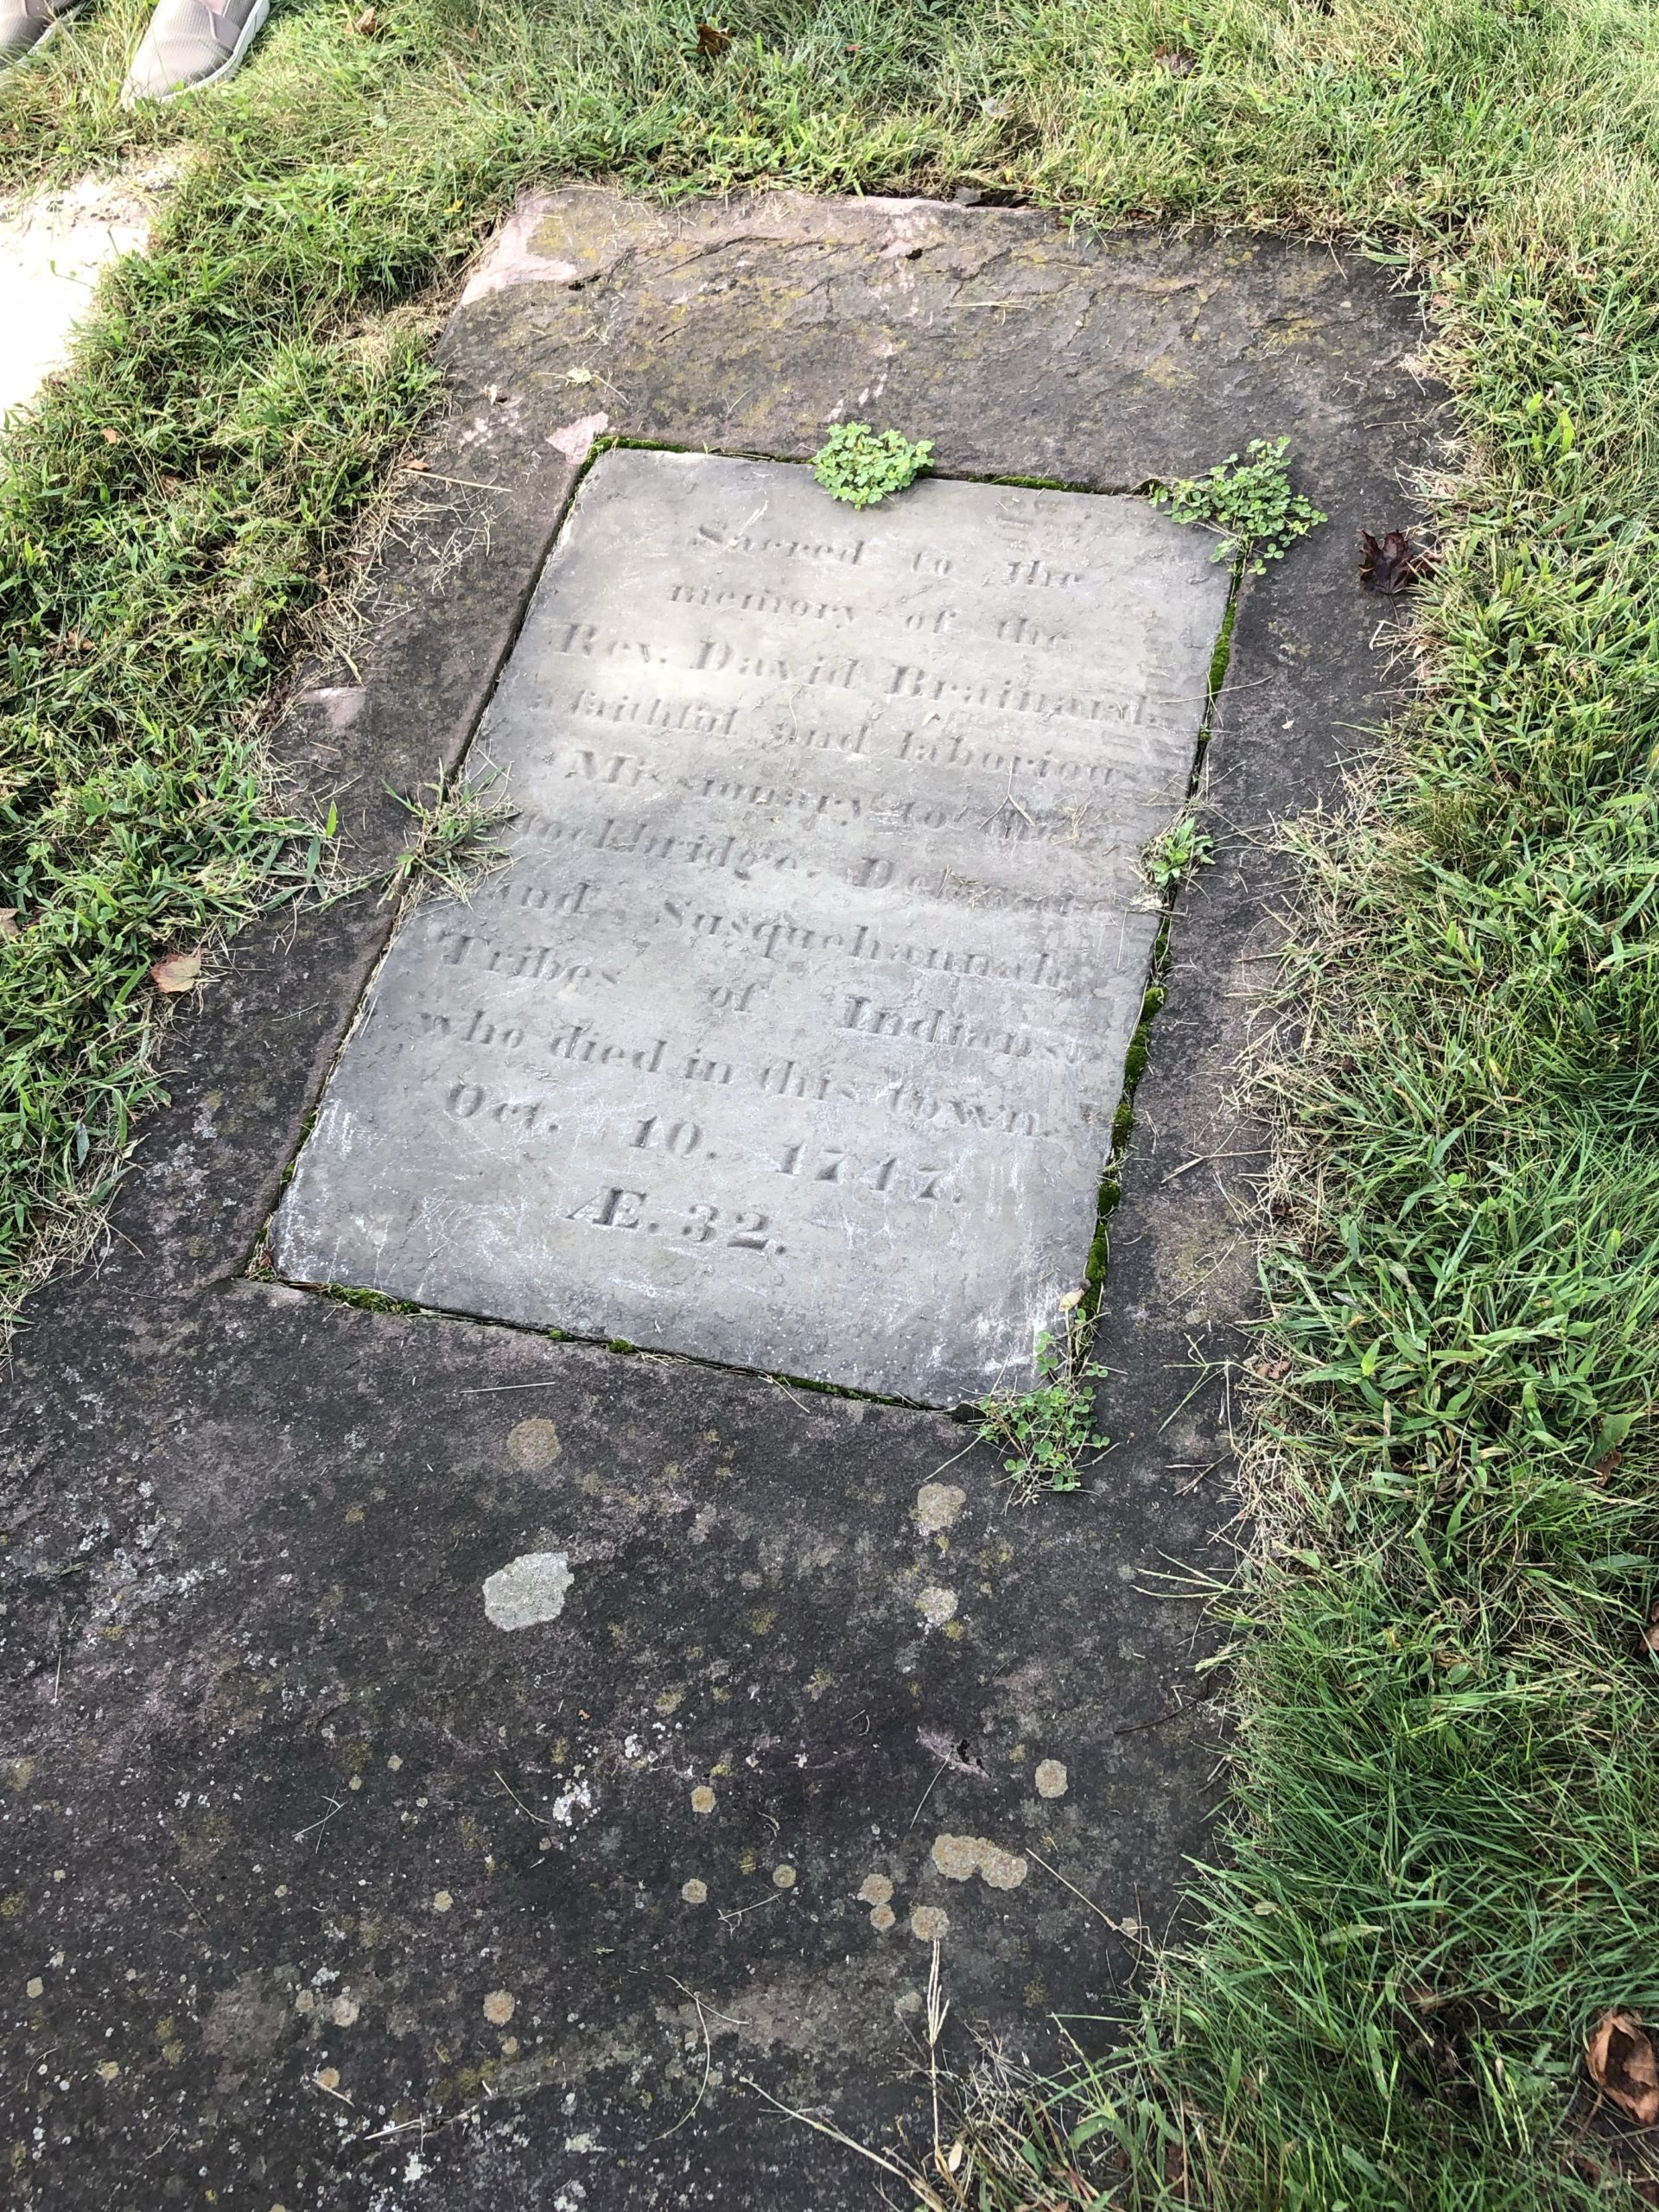 Sacred to the
memory of the
Rev. David Brainard.
a faithful and laborious
Missionary to the
Stockbridge. Delaware
and Susquehannah
Tribes of Indians
who died in this town.
Oct. 10. 1747.
Æ. 32.